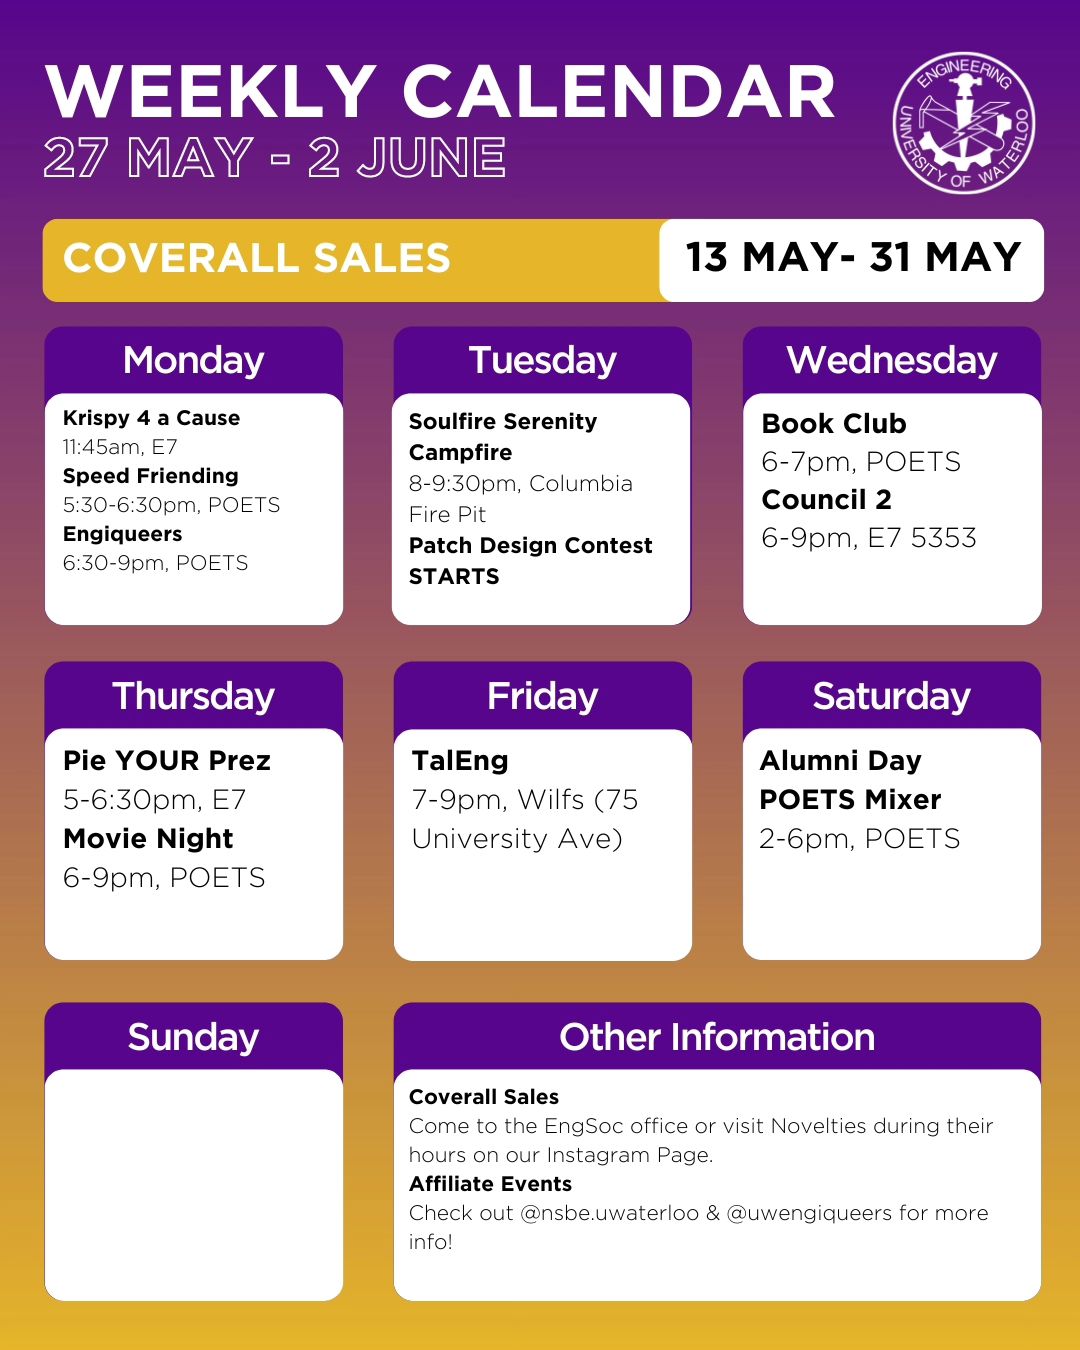 WEEKLY CALENDAR
27 MAY - 2 JUNE
ENGINEERING
UNIVERSITY OF WATERLOO
COVERALL SALES
13 MAY- 31 MAY
Monday
Krispy 4 a Cause
11:45am, E7
Speed Friending
5:30-6:30pm, POETS
Engiqueers
6:30-9pm, POETS
Tuesday
Soulfire Serenity
Campfire
8-9:30pm, Columbia
Fire Pit
Patch Design Contest
STARTS
Wednesday
Book Club
6-7pm, POETS
Council 2
6-9pm, E7 5353
Thursday
Pie YOUR Prez
5-6:30pm, E7
Movie Night
6-9pm, POETS
Friday
TalEng
7-9pm, Wilfs (75
University Ave)
Saturday
Alumni Day
POETS Mixer
2-6pm, POETS
Sunday
Other Information
Coverall Sales
Come to the EngSoc office or visit Novelties during their
hours on our Instagram Page.
Affiliate Events
Check out @nsbe.uwaterloo & @uwengiqueers for more
info!